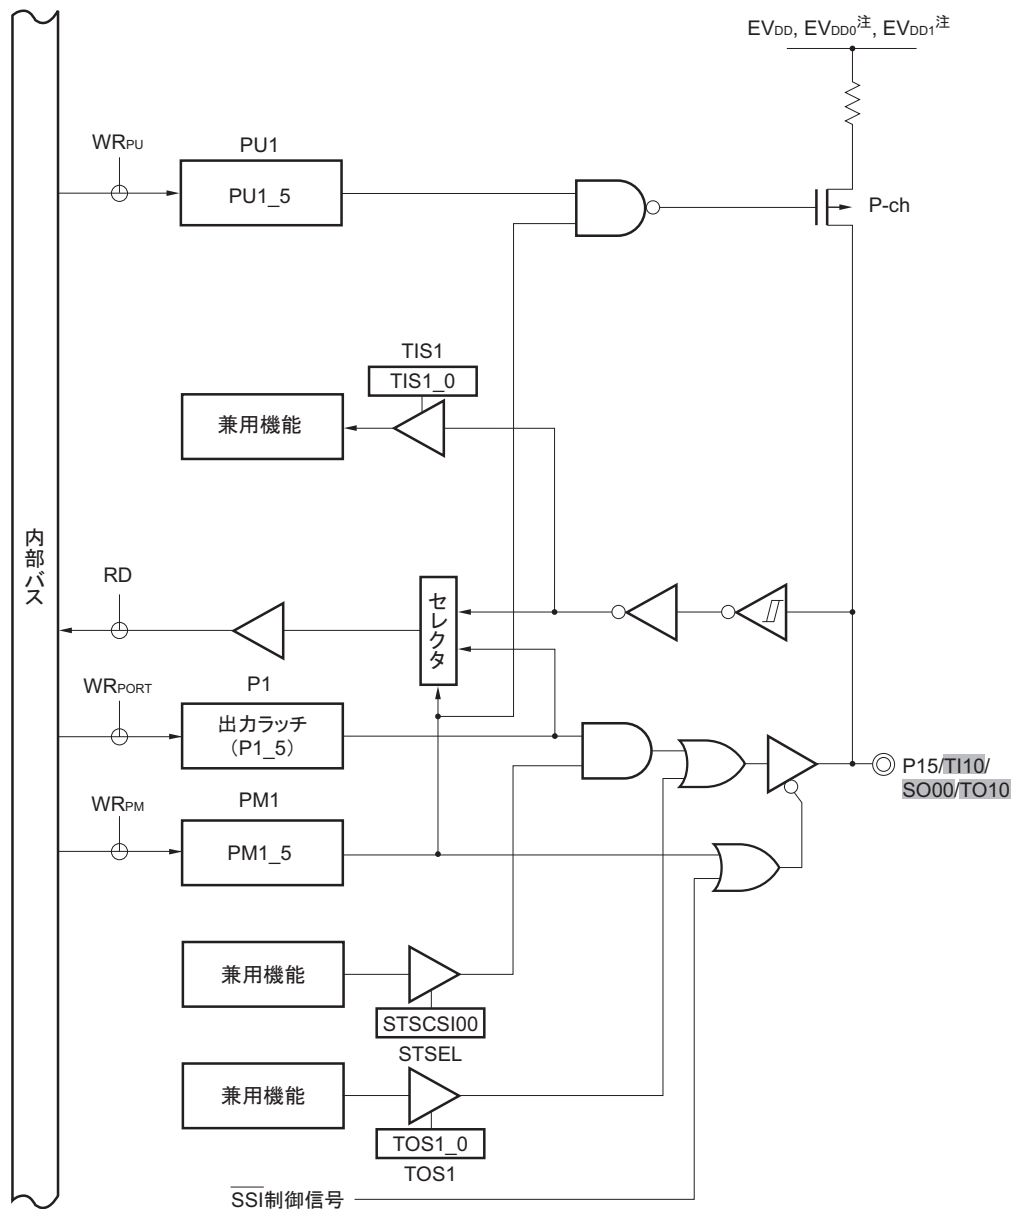 EVDD, EVDD0注, EVDD1注
WRPU
PU1
PU1_5
P-ch
TIS1
TIS1_0
兼用機能
内部バス
RD
セレクタ
WRPORT
P1
出力ラッチ
(P1_5)
P15/TI10/
SO00/TO10
WRPM
PM1
PM1_5
兼用機能
STSCSI00
STSEL
兼用機能
TOS1_0
TOS1
SSI制御信号